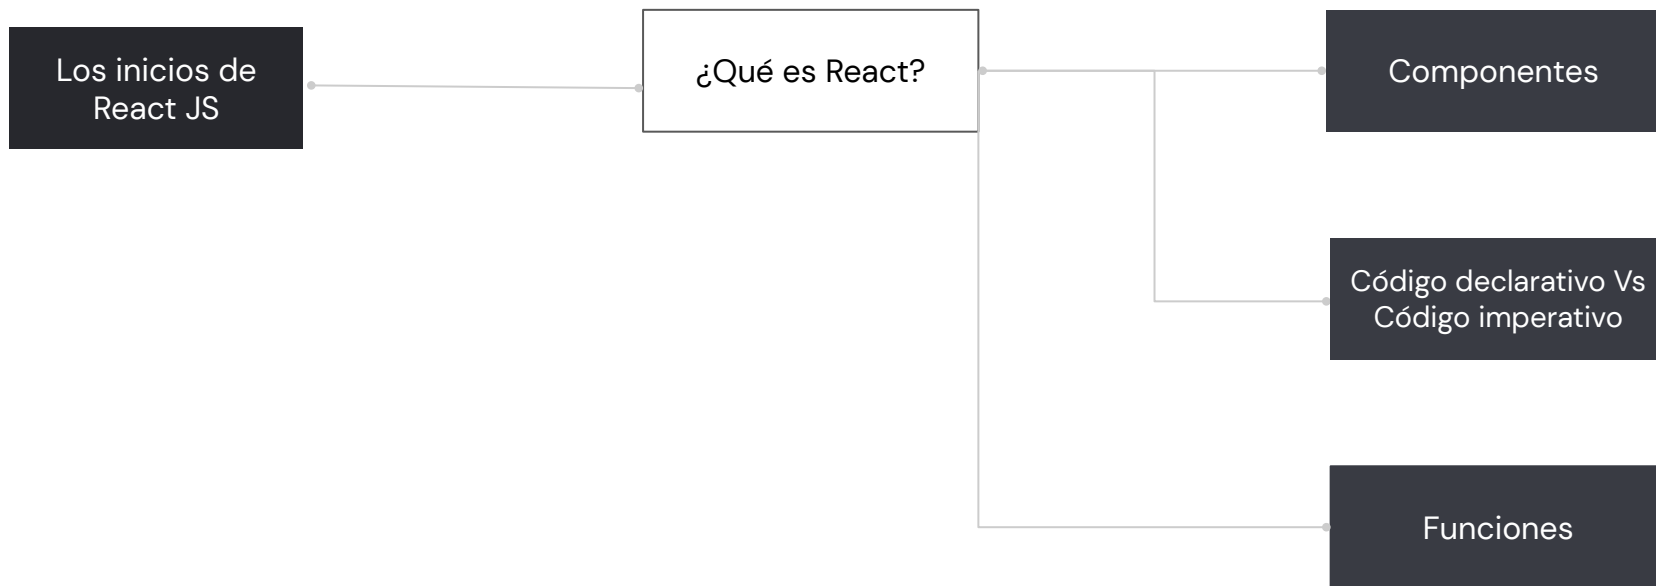 Los inicios de
React JS
¿Qué es React?
Componentes
Código declarativo Vs
Código imperativo
Funciones